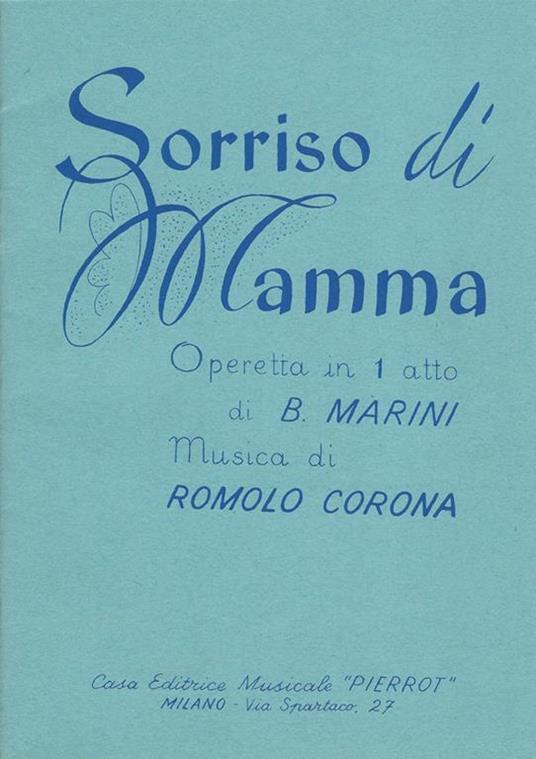 Sorriso di
Mamma
Operetta in 1 atto
di B. MARINI
Musica di
ROMOLO CORONA
Casa Editrice Musicale "PIERROT"
MILANO - Via Spartaco, 27